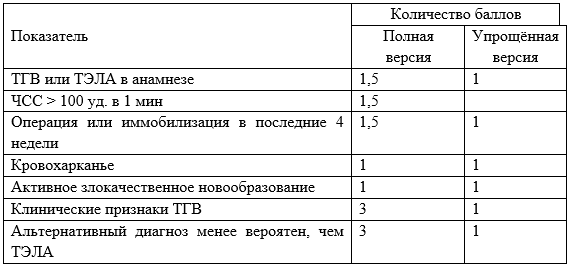 Показатель
Количество баллов
Полная версия
Упрощённая версия
ТГВ или ТЭЛА в анамнезе 1,5 1
ЧСС > 100 уд. в 1 мин 1,5
Операция или иммобилизация в последние 4 1,5 1
недели
Кровохарканье 1 1
Активное злокачественное новообразование 1 1
Клинические признаки ТГВ 3 1
Альтернативный диагноз менее вероятен, чем 3 1
ТЭЛА